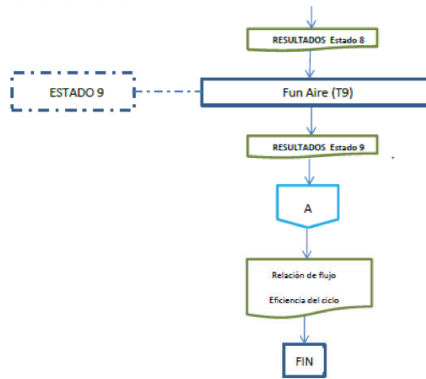 RESULTADOS Estado 8
ESTADO 9
Fun Aire (T9)
RESULTADOS Estado 9
A
Relación de flujo
Eficiencia del ciclo
FIN